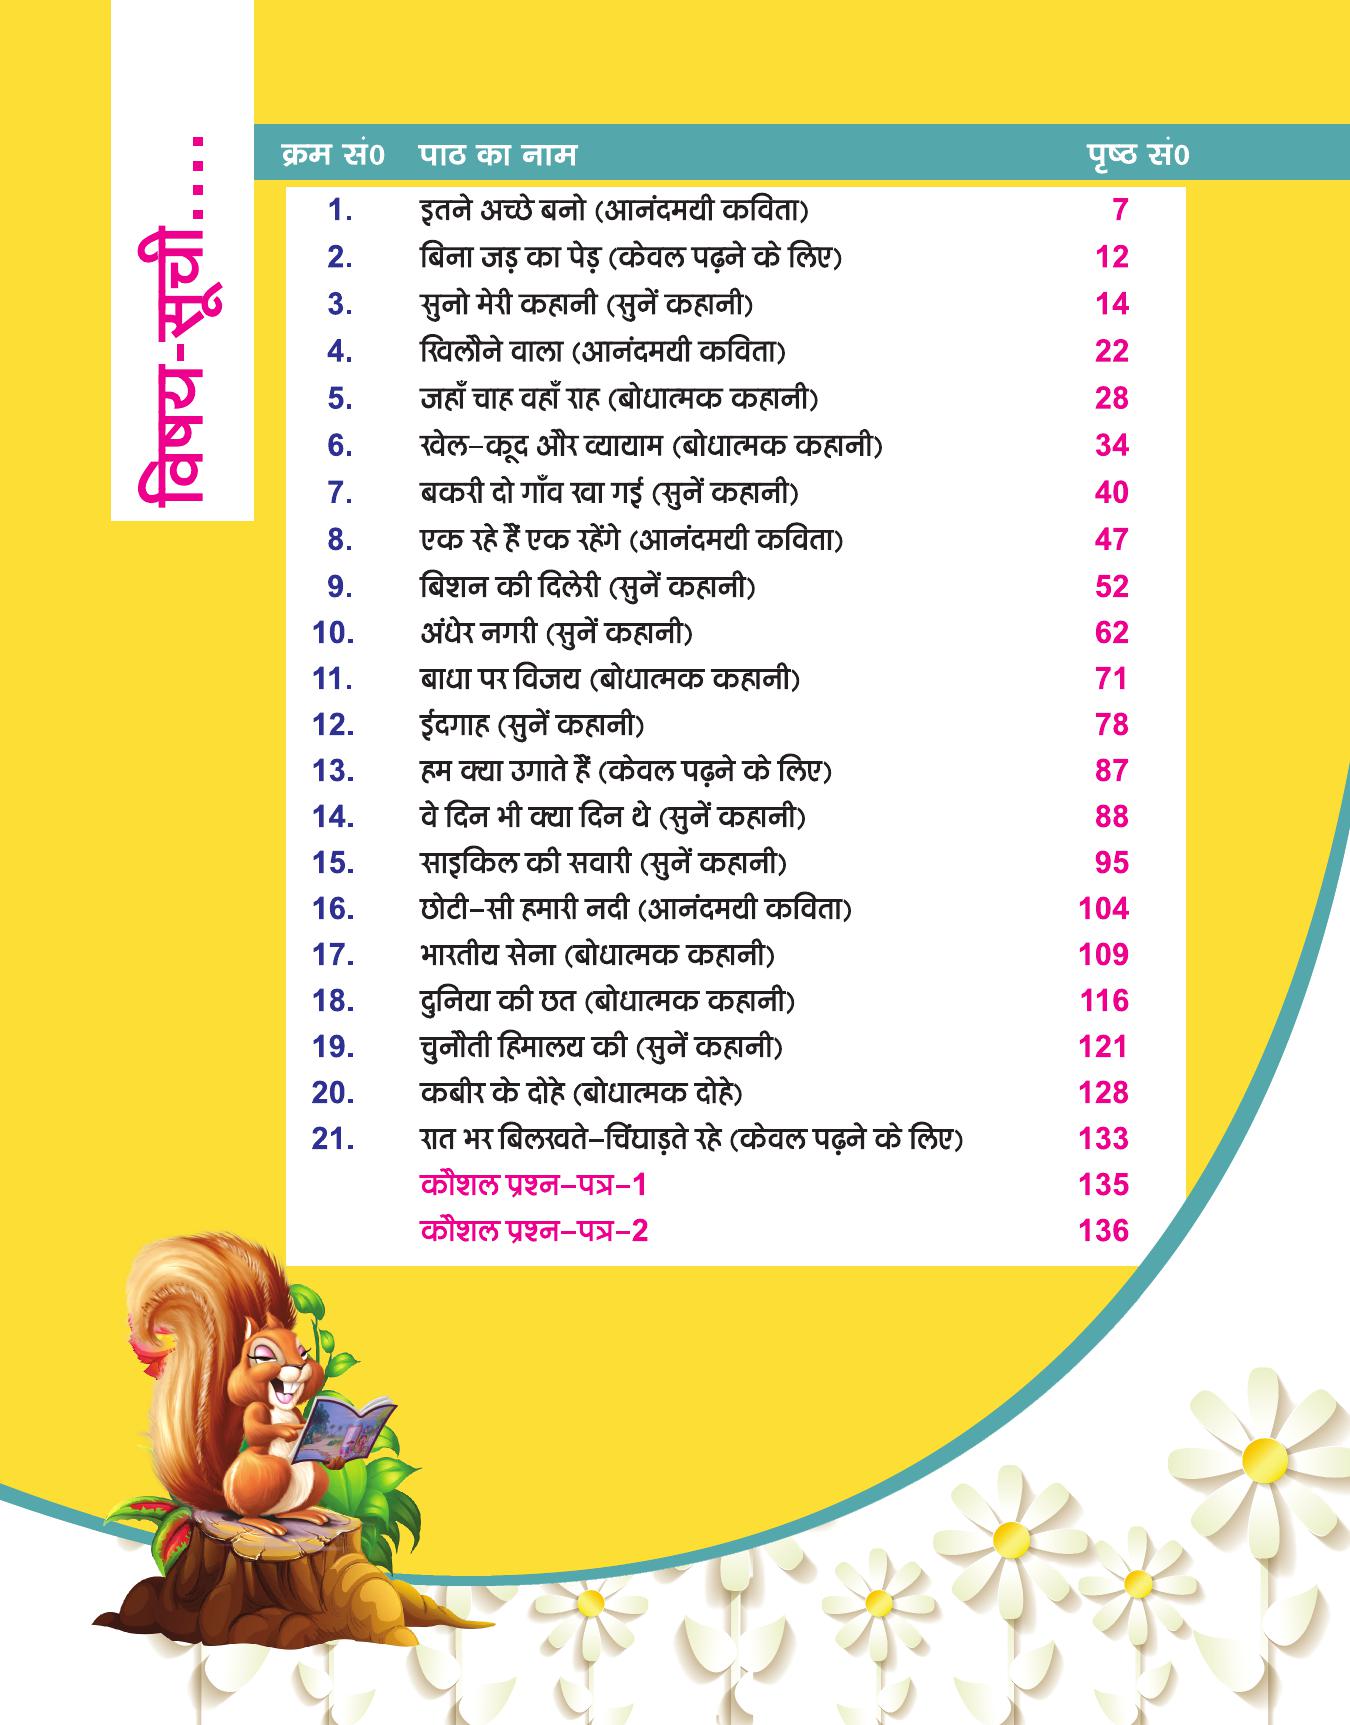 विषय-सूची....
क्रम सं0 पाठ का नाम पृष्ठ सं0
1. इतने अच्छे बनो (आनंदमयी कविता) 7
2. बिना जड़ का पेड़ (केवल पढ़ने के लिए) 12
3. सुनो मेरी कहानी (सुनें कहानी) 14
4. खिलौने वाला (आनंदमयी कविता) 22
5. जहाँ चाह वहाँ राह (बोधात्मक कहानी) 28
6. खेल-कूद और व्यायाम (बोधात्मक कहानी) 34
7. बकरी दो गाँव खा गई (सुनें कहानी) 40
8. एक रहे हैं एक रहेंगे (आनंदमयी कविता) 47
9. बिशन की दिलेरी (सुनें कहानी) 52
10. अंधेर नगरी (सुनें कहानी) 62
11. बाधा पर विजय (बोधात्मक कहानी) 71
12. ईदगाह (सुनें कहानी) 78
13. हम क्या उगाते हैं (केवल पढ़ने के लिए) 87
14. वे दिन भी क्या दिन थे (सुनें कहानी) 88
15. साइकिल की सवारी (सुनें कहानी) 95
16. छोटी-सी हमारी नदी (आनंदमयी कविता) 104
17. भारतीय सेना (बोधात्मक कहानी) 109
18. दुनिया की छत (बोधात्मक कहानी) 116
19. चुनौती हिमालय की (सुनें कहानी) 121
20. कबीर के दोहे (बोधात्मक दोहे) 128
21. रात भर बिलखते-चिंघाड़ते रहे (केवल पढ़ने के लिए) 133
कौशल प्रश्न-पत्र-1 135
कौशल प्रश्न-पत्र-2 136